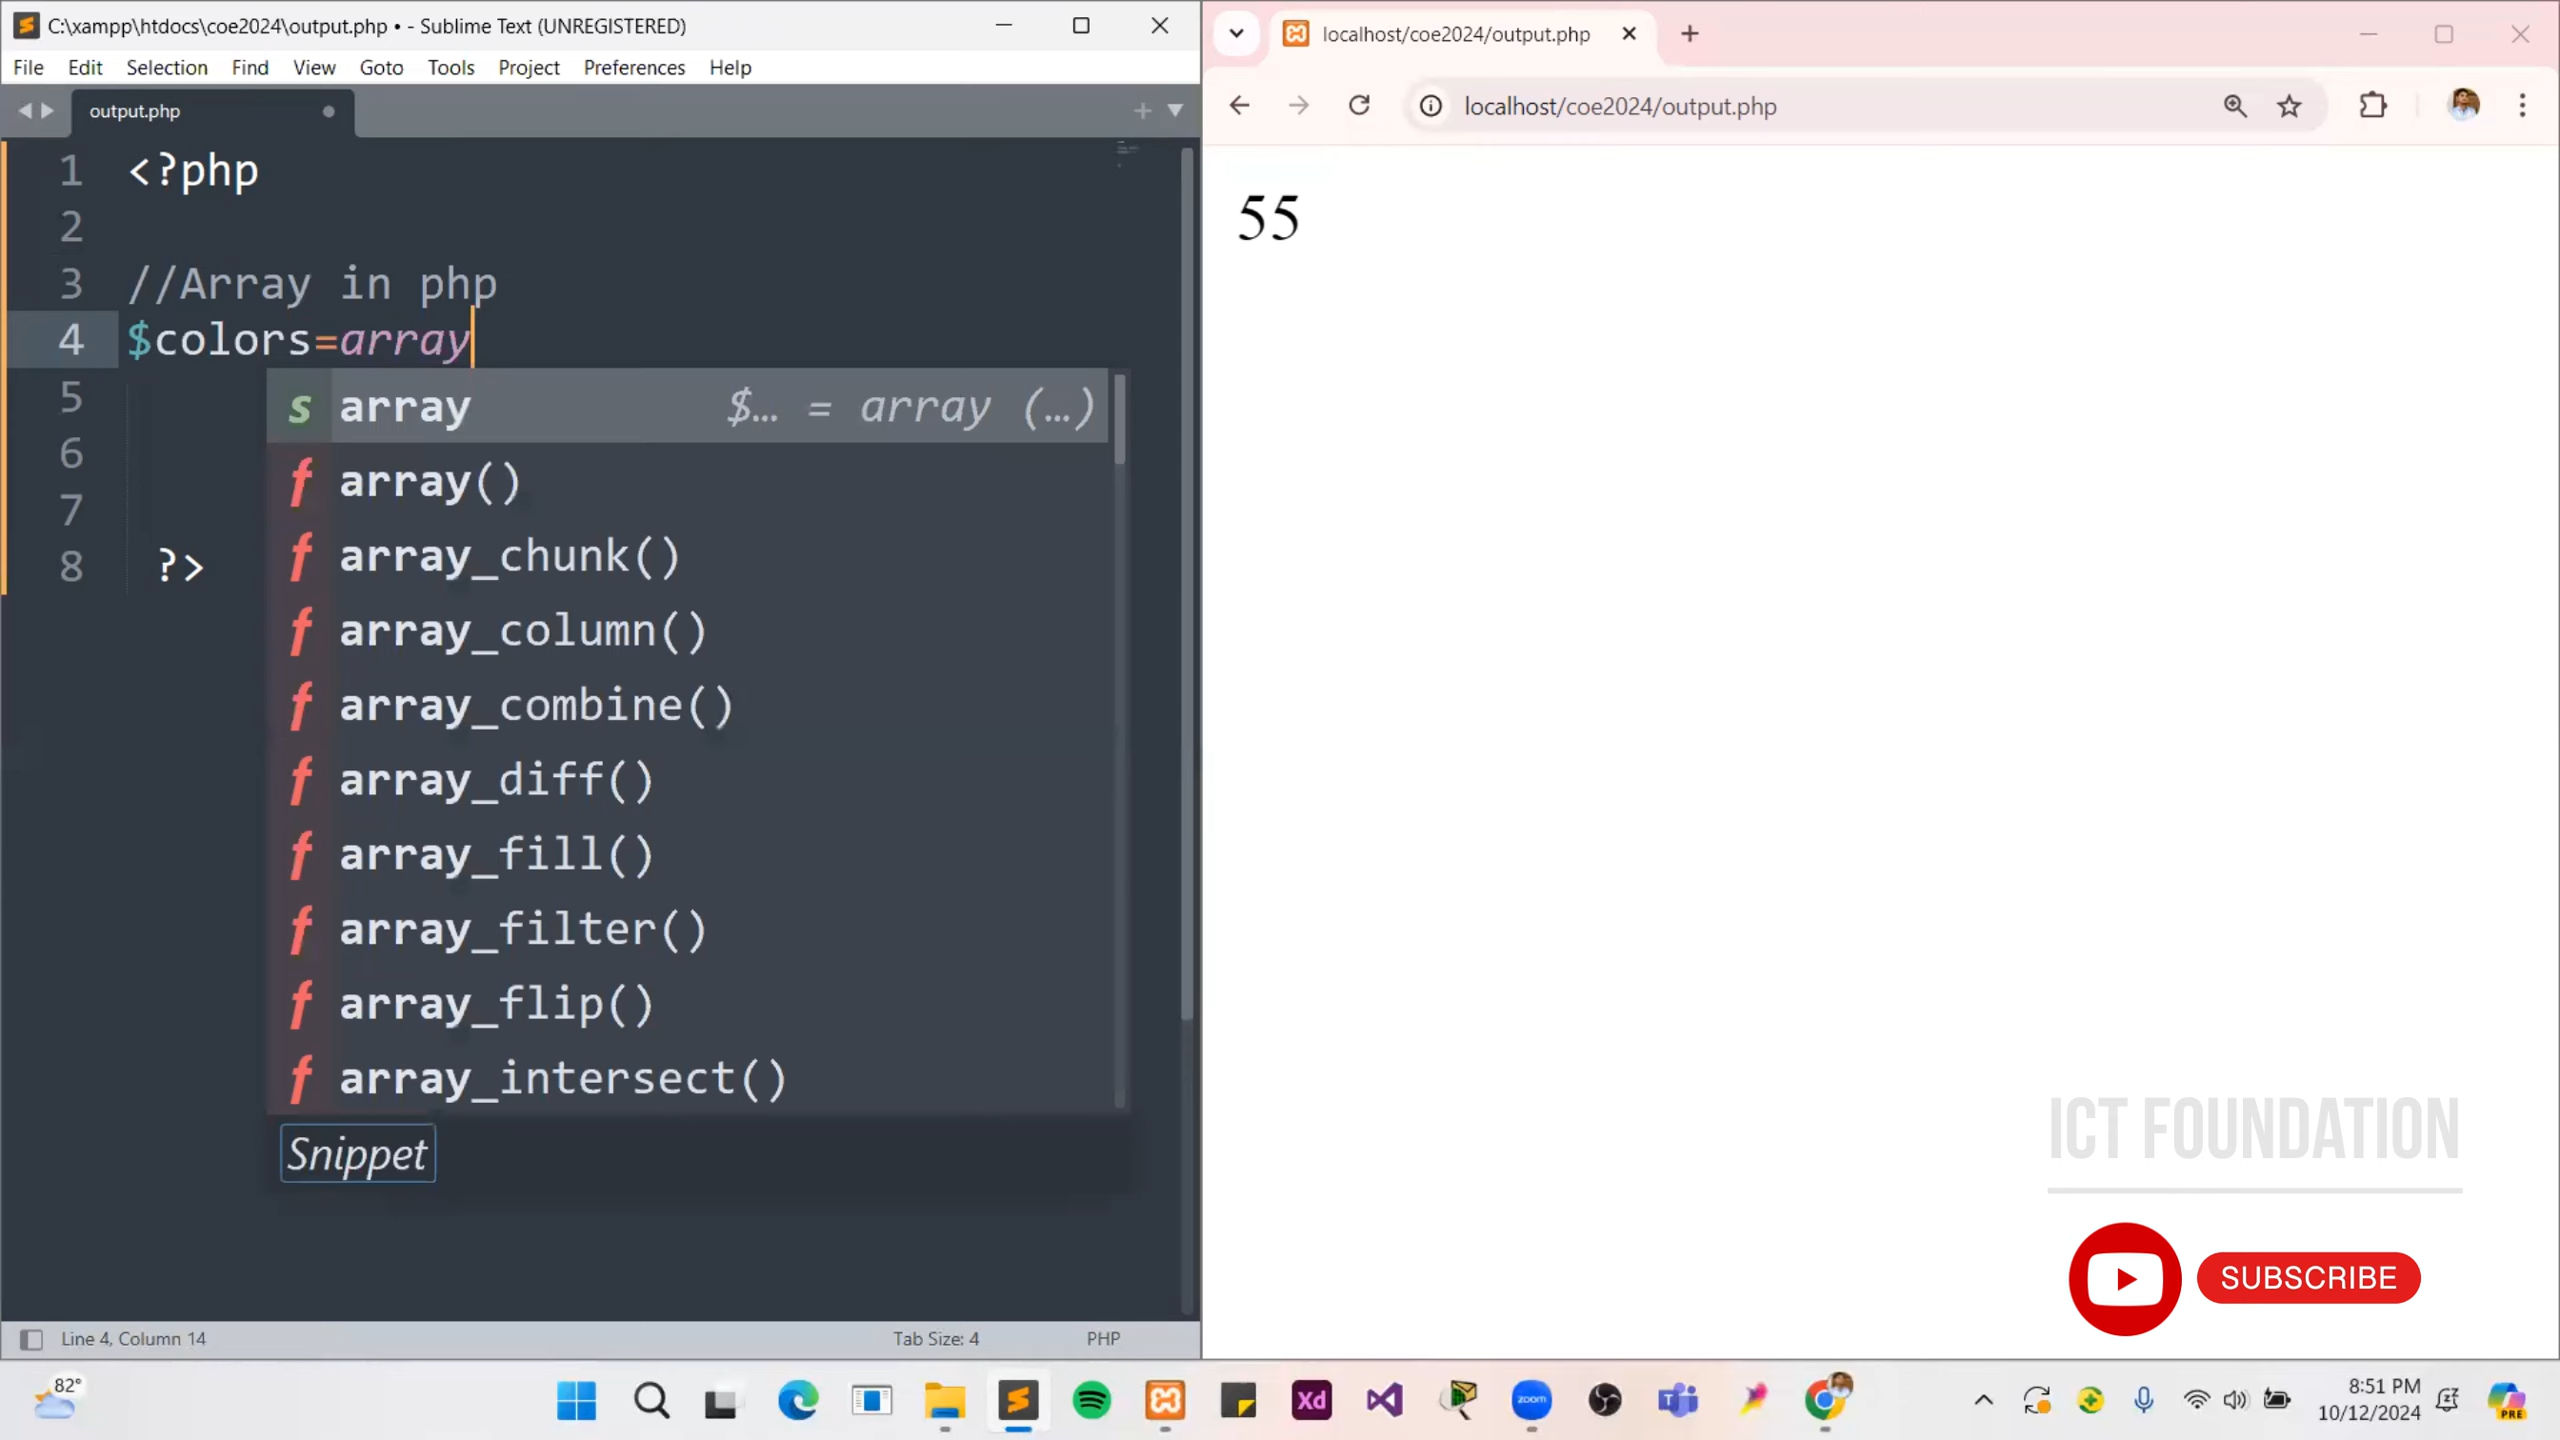 C:\xampp\htdocs\coe2024\output.php • - Sublime Text (UNREGISTERED)
File Edit Selection Find View Goto Tools Project Preferences Help
output.php
1 <?php
2
3 //Array in php
4 $colors=array
5
6
7
8 ?>
s array $… = array (…)
f array()
f array_chunk()
f array_column()
f array_combine()
f array_diff()
f array_fill()
f array_filter()
f array_flip()
f array_intersect()
Snippet
Line 4, Column 14 Tab Size: 4 PHP
localhost/coe2024/output.php
localhost/coe2024/output.php
55
ICT FOUNDATION
SUBSCRIBE
82°
Xd
zoom
8:51 PM
10/12/2024
PRE